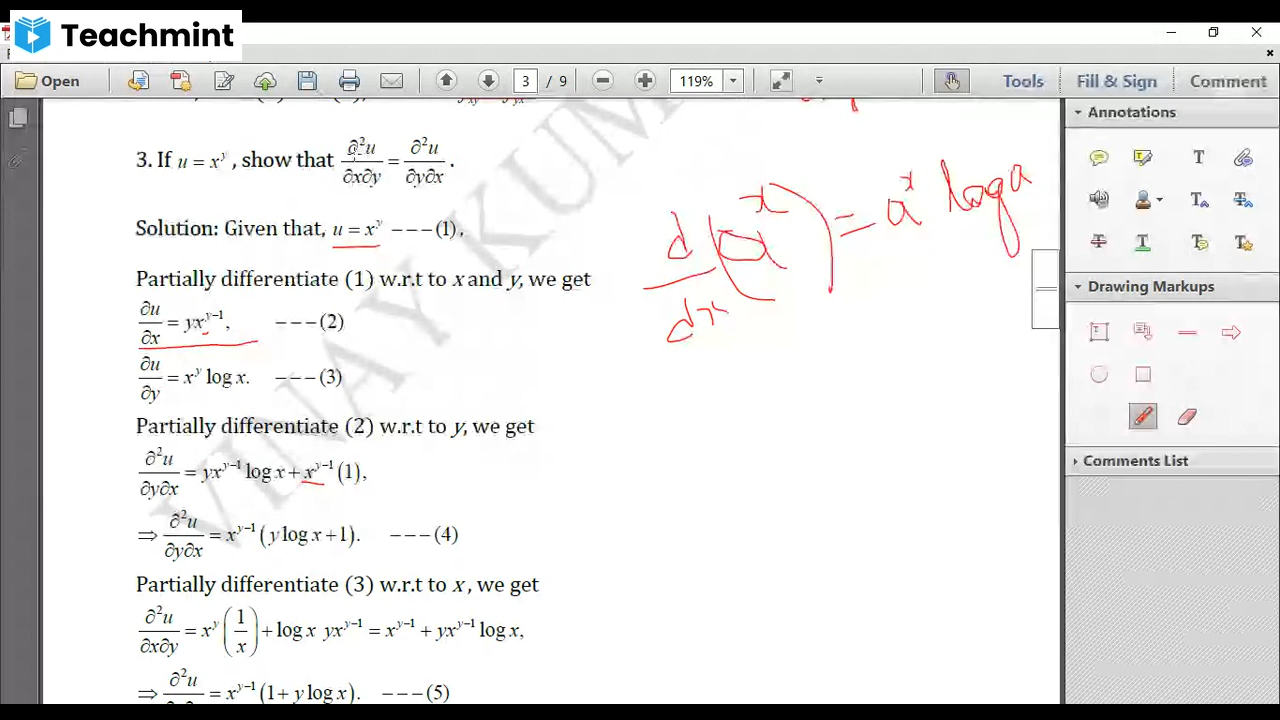 Teachmint
Open 3 / 9 119% Tools Fill & Sign Comment
Annotations
3. If u = x^y, show that ∂²u/∂x∂y = ∂²u/∂y∂x.
d/dx (a^x) = a^x log a
Solution: Given that, u = x^y ---(1),
Partially differentiate (1) w.r.t to x and y, we get
∂u/∂x = yx^(y-1), ---(2)
∂u/∂y = x^y log x. ---(3)
Partially differentiate (2) w.r.t to y, we get
∂²u/∂y∂x = yx^(y-1) log x + x^(y-1) (1),
⇒ ∂²u/∂y∂x = x^(y-1) (y log x + 1). ---(4)
Partially differentiate (3) w.r.t to x, we get
∂²u/∂x∂y = x^y (1/x) + log x yx^(y-1) = x^(y-1) + yx^(y-1) log x,
⇒ ∂²u = x^(y-1) (1 + y log x). ---(5)
Drawing Markups
Comments List
VINAY KUM